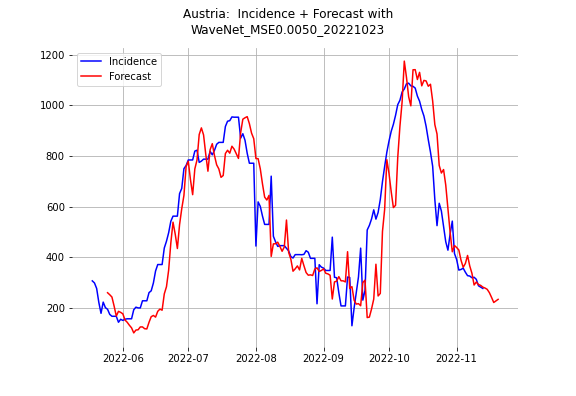 Austria:  Incidence + Forecast with
WaveNet_MSE0.0050_20221023
Incidence
Forecast
1200
1000
800
600
400
200
2022-06 2022-07 2022-08 2022-09 2022-10 2022-11